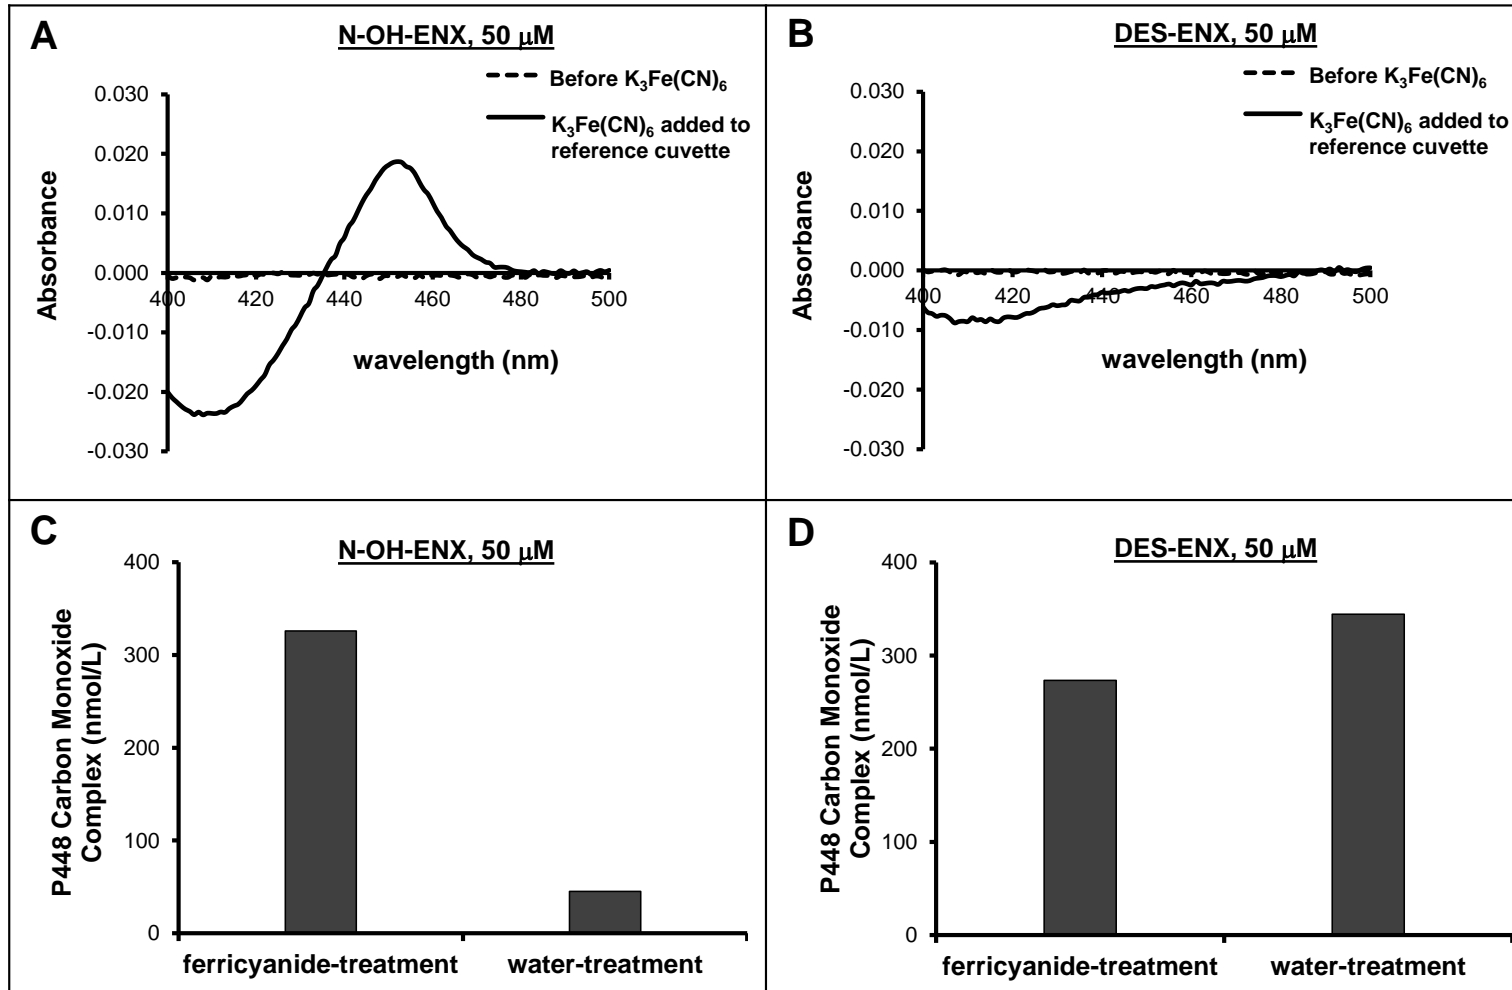 A
N-OH-ENX, 50 μM
Before K₃Fe(CN)₆
K₃Fe(CN)₆ added to
reference cuvette
0.030
0.020
0.010
0.000
-0.010
-0.020
-0.030
400
420
440
460
480
500
Absorbance
wavelength (nm)
B
DES-ENX, 50 μM
Before K₃Fe(CN)₆
K₃Fe(CN)₆ added to
reference cuvette
0.030
0.020
0.010
0.000
-0.010
-0.020
-0.030
400
420
440
460
480
500
Absorbance
wavelength (nm)
C
N-OH-ENX, 50 μM
400
300
200
100
0
P448 Carbon Monoxide
Complex (nmol/L)
ferricyanide-treatment
water-treatment
D
DES-ENX, 50 μM
400
300
200
100
0
P448 Carbon Monoxide
Complex (nmol/L)
ferricyanide-treatment
water-treatment